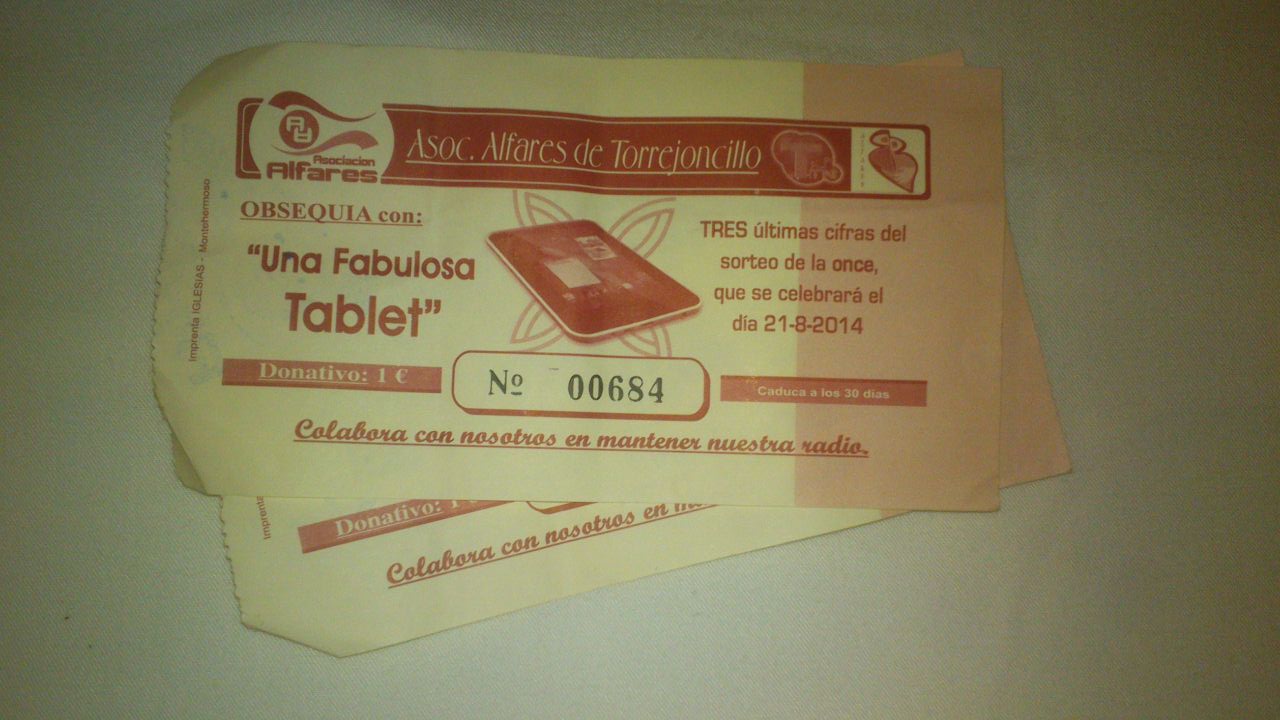 Asociacion
Alfares
Asoc. Alfares de Torrejoncillo
OBSEQUIA con:
"Una Fabulosa
Tablet"
TRES últimas cifras del
sorteo de la once,
que se celebrará el
día 21-8-2014
Donativo: 1 €
Nº 00684
Caduca a los 30 días
Colabora con nosotros en mantener nuestra radio.
Imprenta IGLESIAS - Montehermoso
Imprenta
Donativo: 1
Colabora con nosotros en